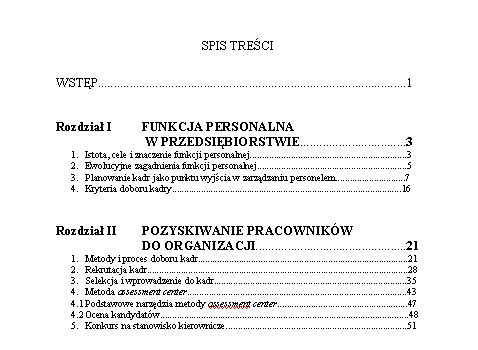 SPIS TREŚCI
WSTĘP........................................................................................................1
Rozdział I FUNKCJA PERSONALNA
W PRZEDSIĘBIORSTWIE................................3
1. Istota, cele i znaczenie funkcji personalnej.....................................................3
2. Ewolucyjne zagadnienia funkcji personalnej..................................................5
3. Planowanie kadr jako punktu wyjścia w zarządzaniu personelem.......................7
4. Kryteria doboru kadry..............................................................................16
Rozdział II POZYSKIWANIE PRACOWNIKÓW
DO ORGANIZACJI.............................................21
1. Metody i proces doboru kadr......................................................................21
2. Rekrutacja kadr.......................................................................................28
3. Selekcja i wprowadzenie do kadr.................................................................35
4. Metoda assessment center..........................................................................43
4.1 Podstawowe narzędzia metody assessment center..........................................47
4.2 Ocena kandydatów...................................................................................48
5. Konkurs na stanowisko kierownicze.............................................................51